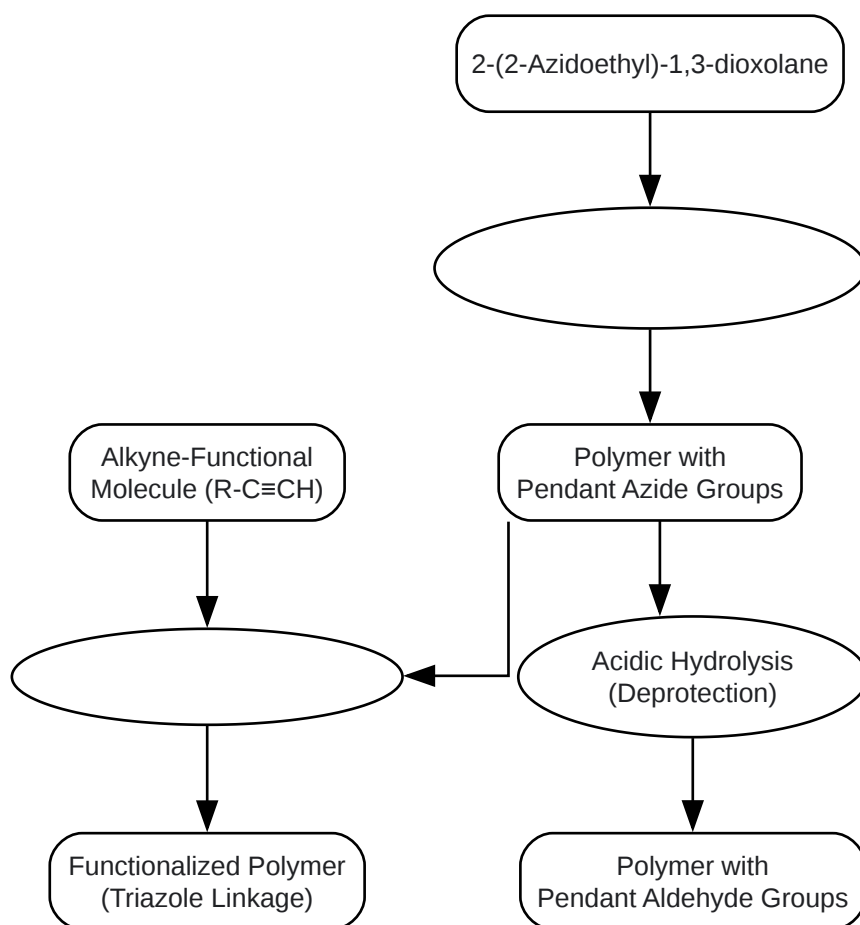 2-(2-Azidoethyl)-1,3-dioxolane
Alkyne-Functional
Molecule (R-C≡CH)
Polymer with
Pendant Azide Groups
Acidic Hydrolysis
(Deprotection)
Functionalized Polymer
(Triazole Linkage)
Polymer with
Pendant Aldehyde Groups